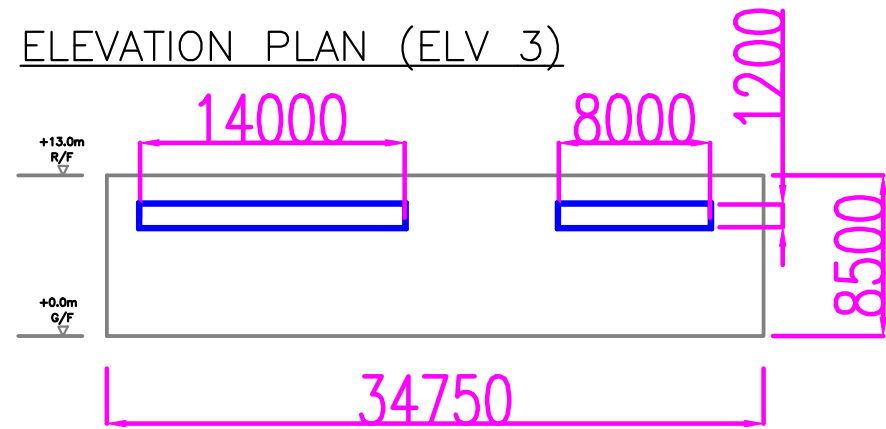 ELEVATION PLAN (ELV 3)
1200
14000
8000
+13.0m
R/F
8500
+0.0m
G/F
34750